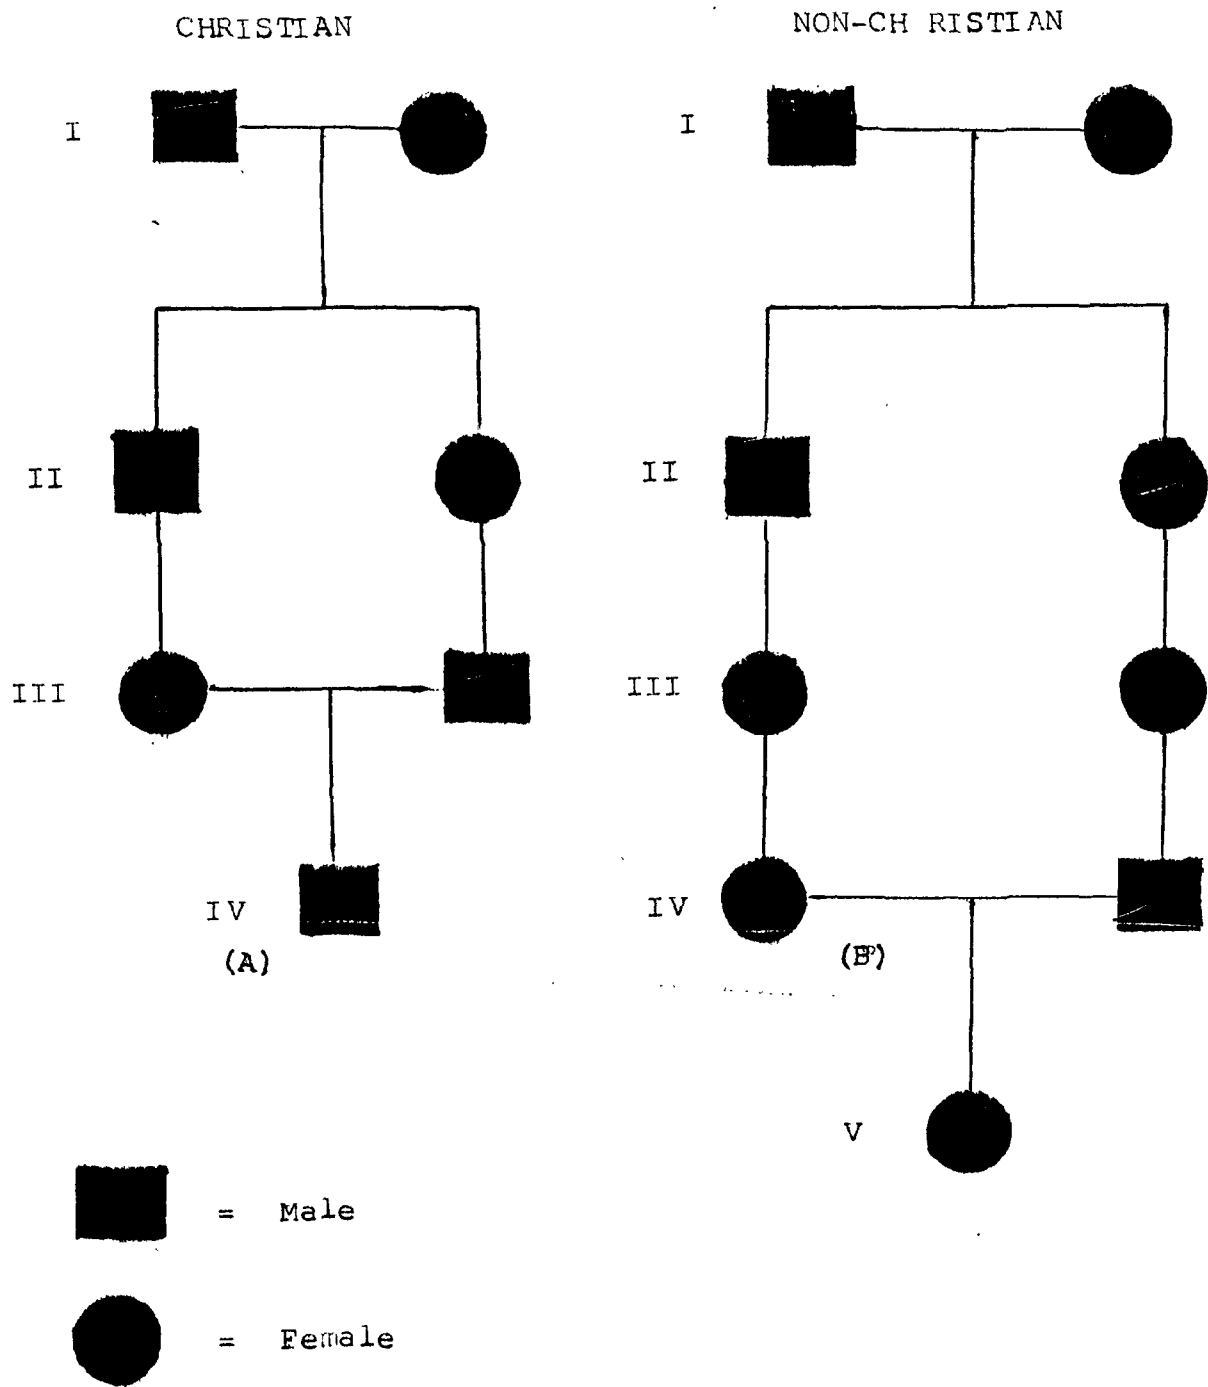 CHRISTIAN
NON-CH RISTIAN
I
I
II
II
III
III
IV
IV
(A)
(B)
V
= Male
= Female